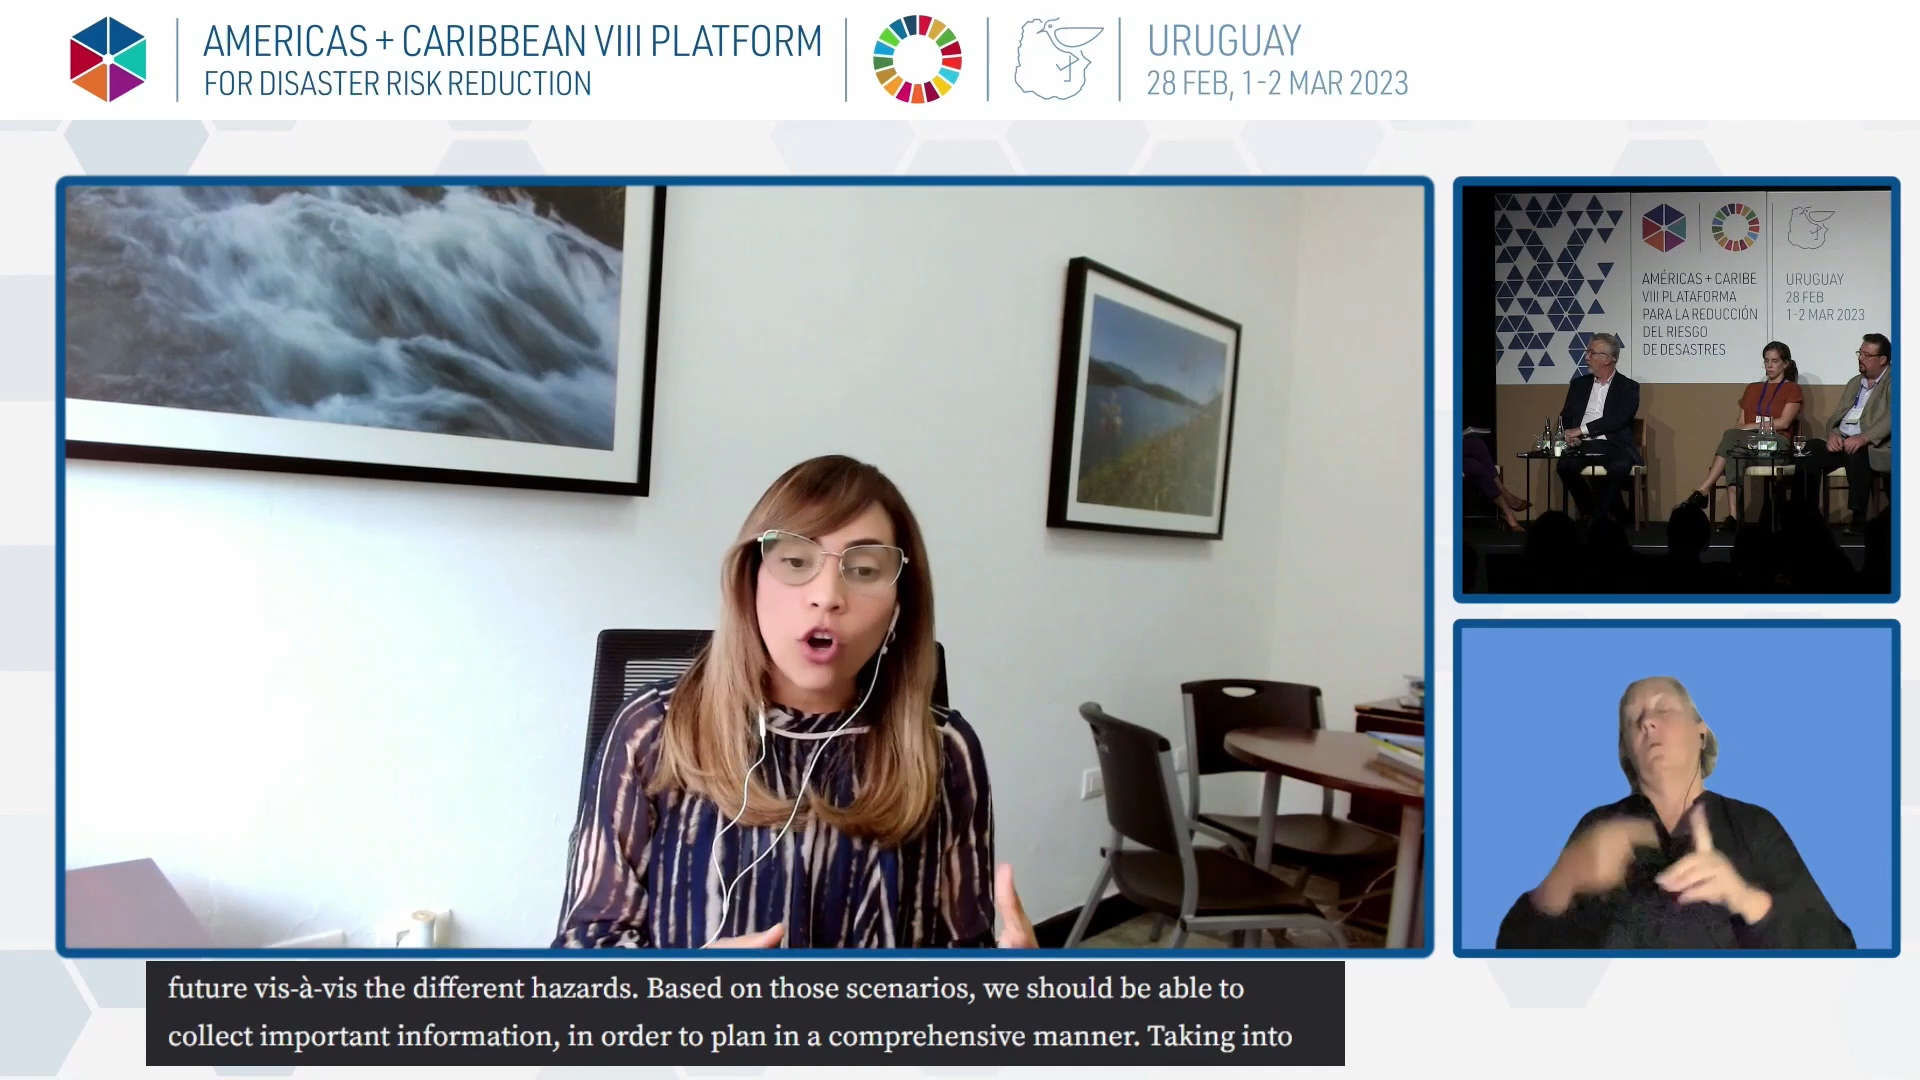 AMERICAS + CARIBBEAN VIII PLATFORM
FOR DISASTER RISK REDUCTION
URUGUAY
28 FEB, 1-2 MAR 2023
AMÉRICAS + CARIBE
VIII PLATAFORMA
PARA LA REDUCCIÓN
DEL RIESGO
DE DESASTRES
URUGUAY
28 FEB
1-2 MAR 2023
future vis-à-vis the different hazards. Based on those scenarios, we should be able to
collect important information, in order to plan in a comprehensive manner. Taking into